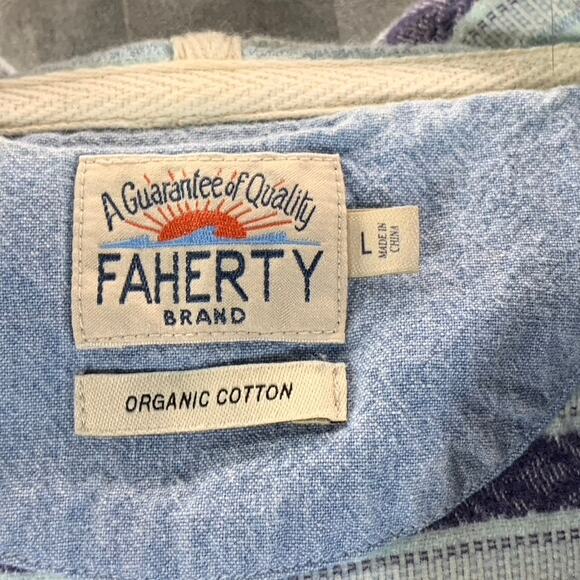 A Guarantee of Quality
FAHERTY
BRAND
L
MADE IN
CHINA
ORGANIC COTTON